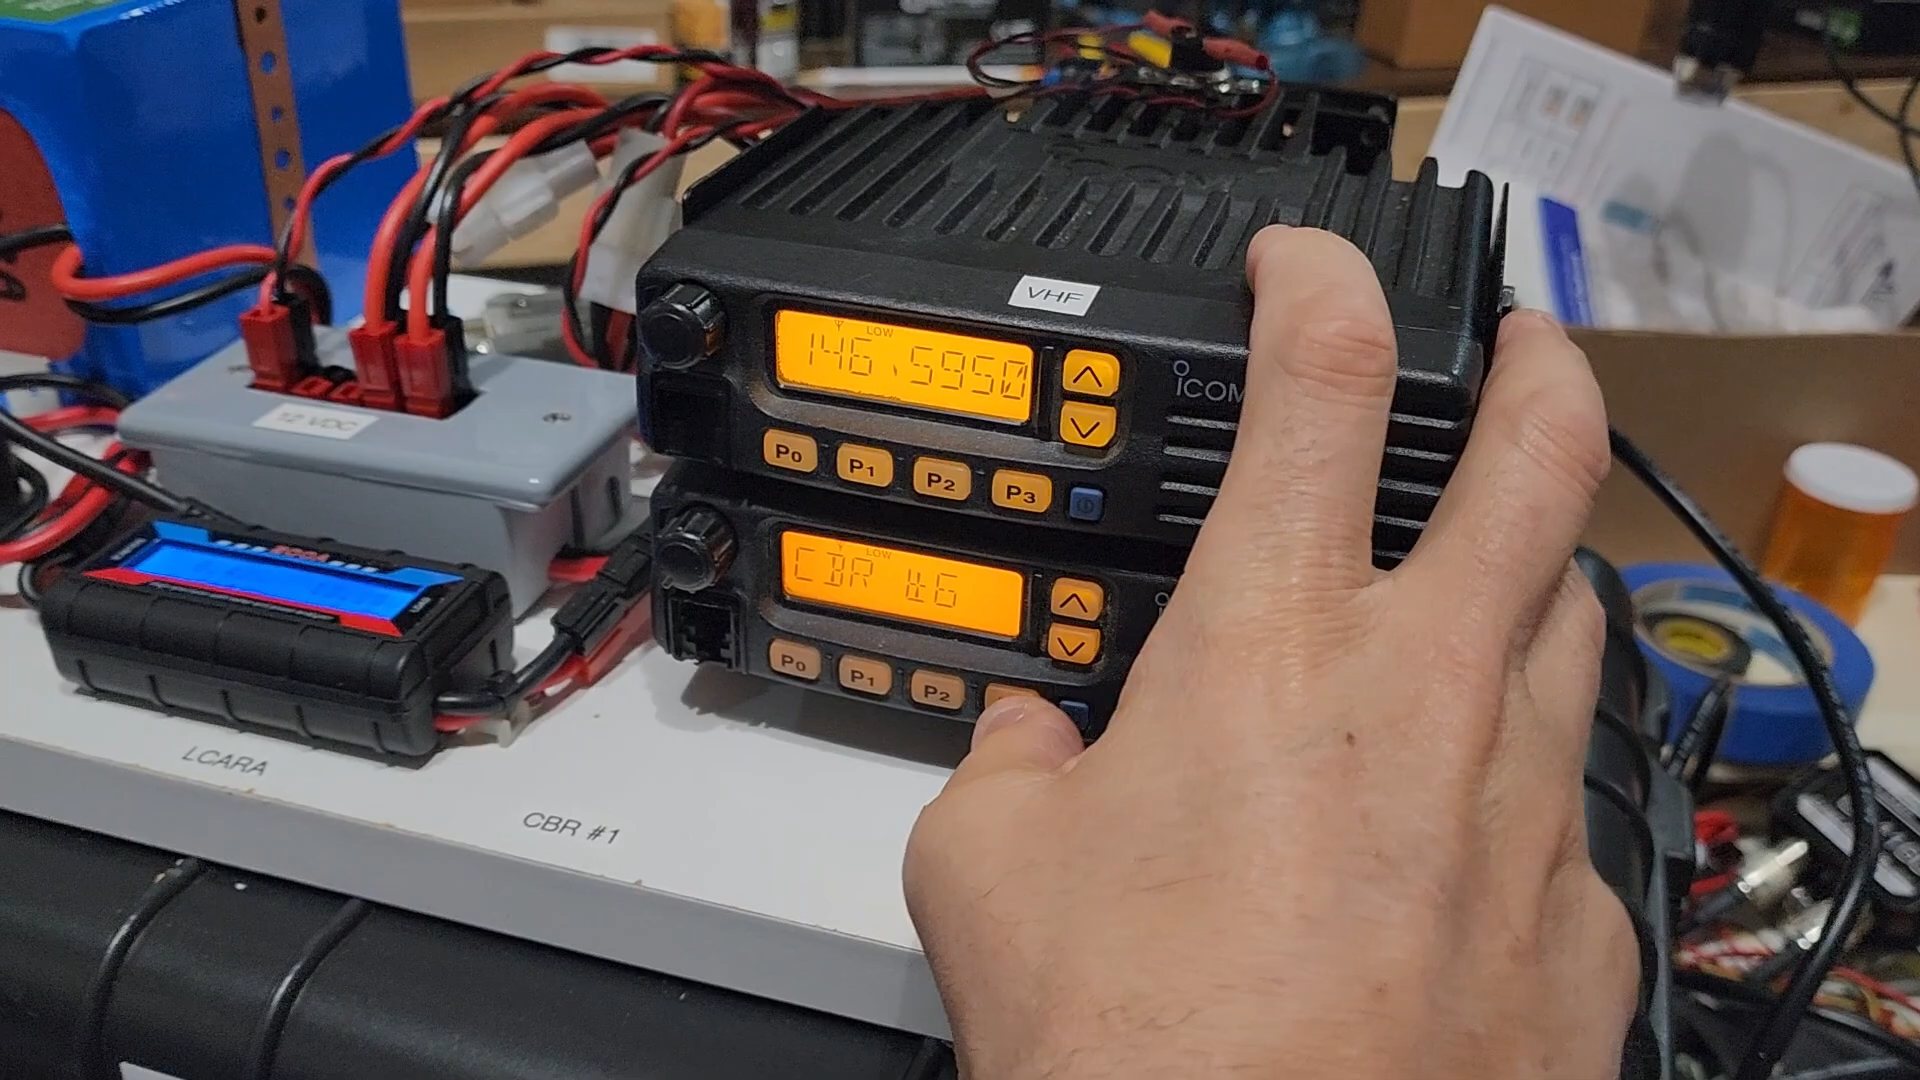 VHF
LOW
146.5950
ICOM
P0 P1 P2 P3
12 VDC
LOW
CBR #6
P0 P1 P2
LCARA
CBR #1